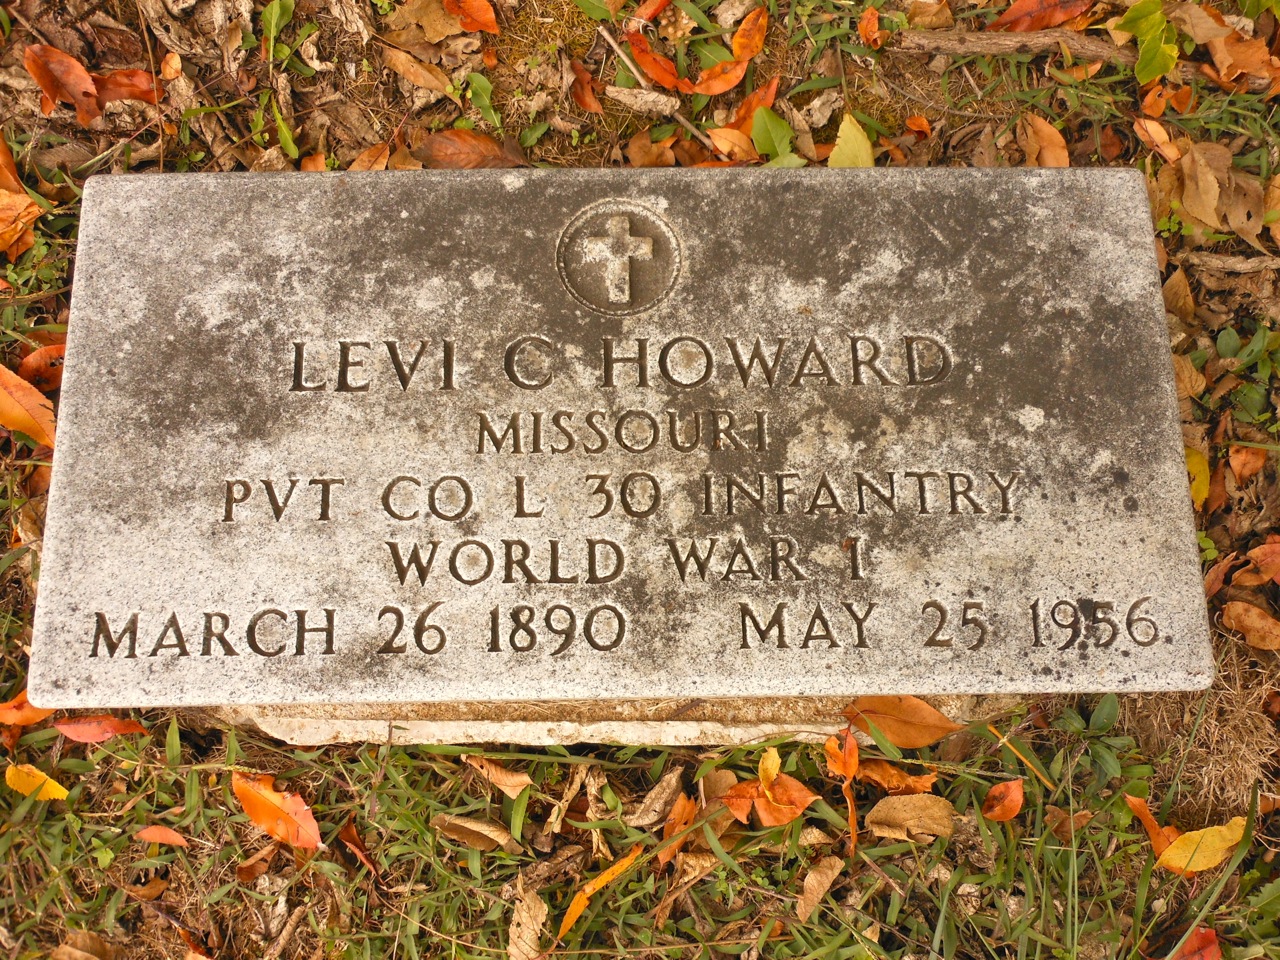 LEVI C HOWARD
MISSOURI
PVT CO L 30 INFANTRY
WORLD WAR I
MARCH 26 1890 MAY 25 1956